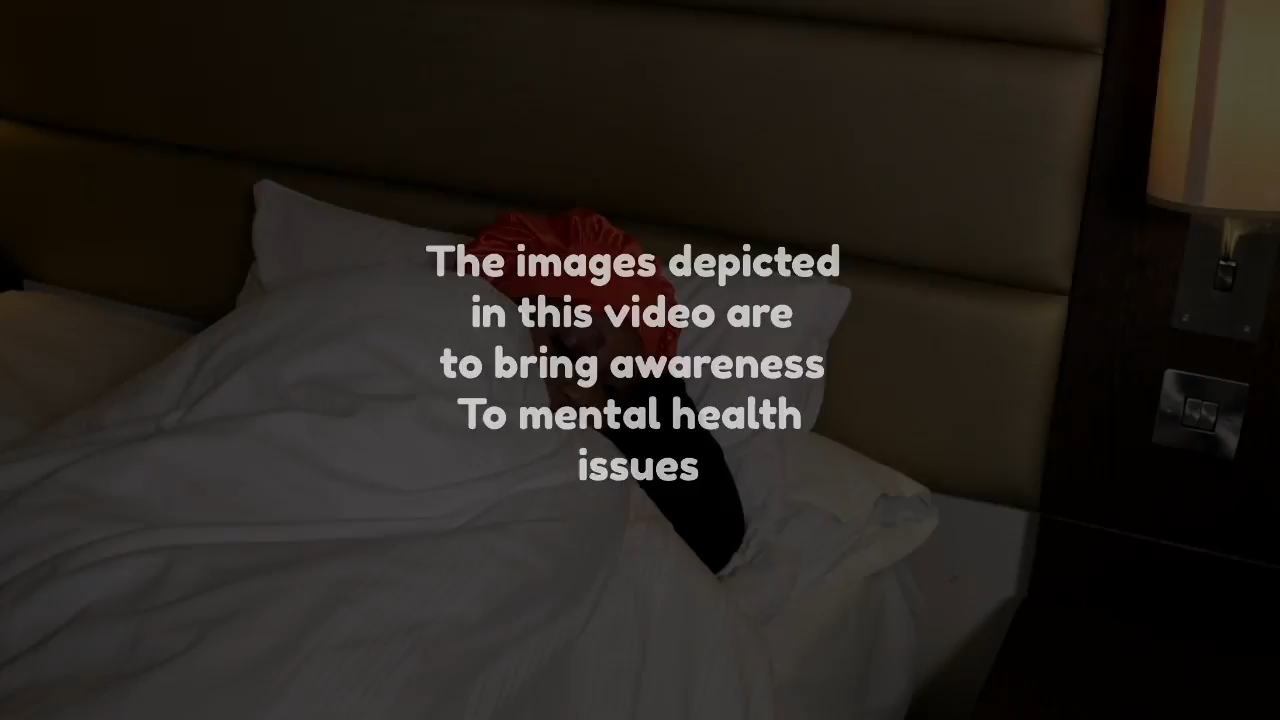 The images depicted
in this video are
to bring awareness
To mental health
issues